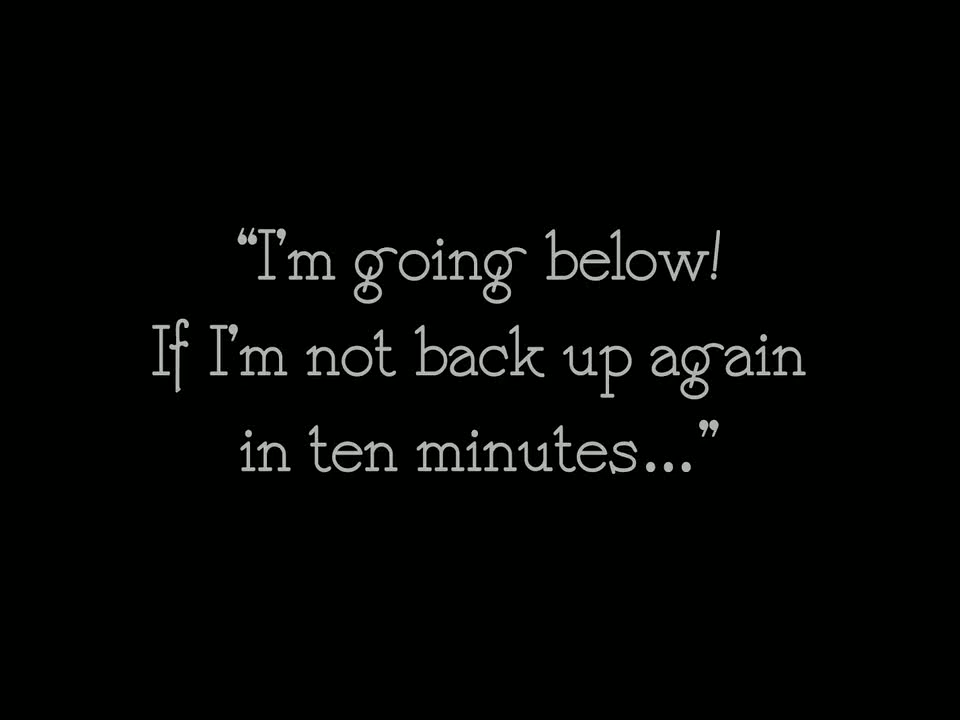 “I’m going below!
If I’m not back up again
in ten minutes...”